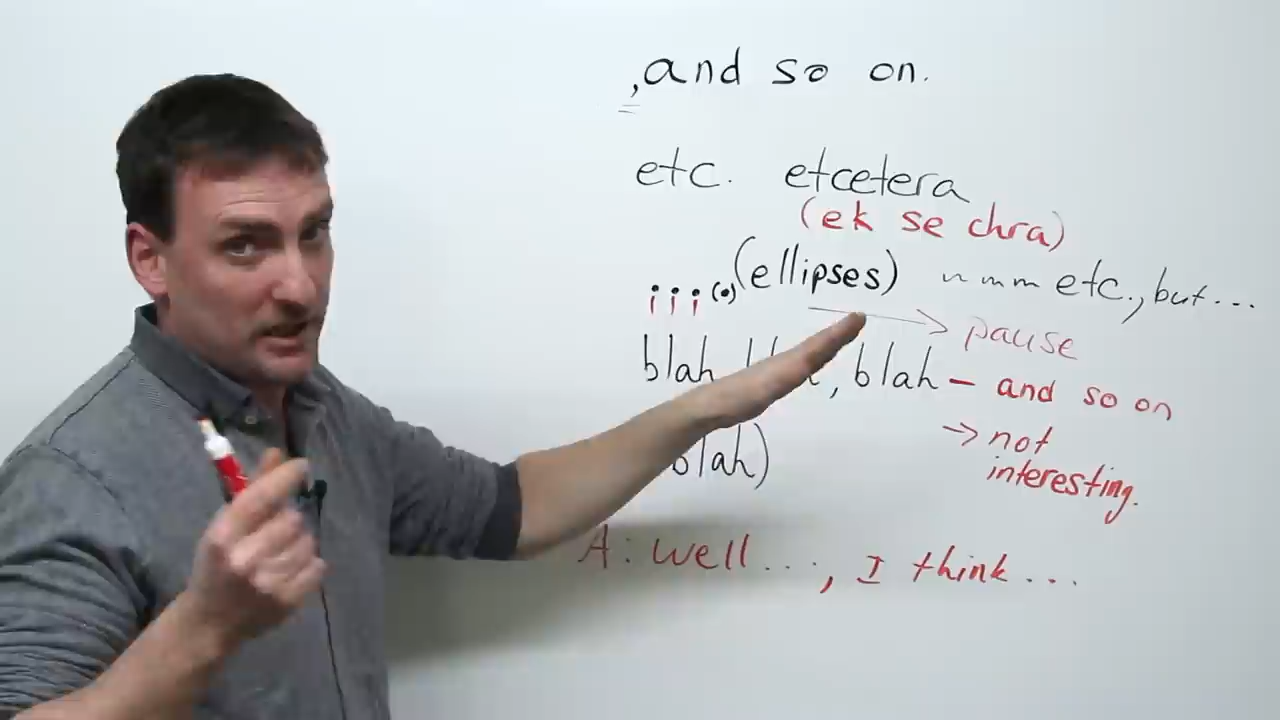 ,and so on.
etc. etcetera
(ek se chra)
...(.)(ellipses) etc., but...
→ pause
blah , blah – and so on
→ not
interesting.
blah)
A: well..., I think...